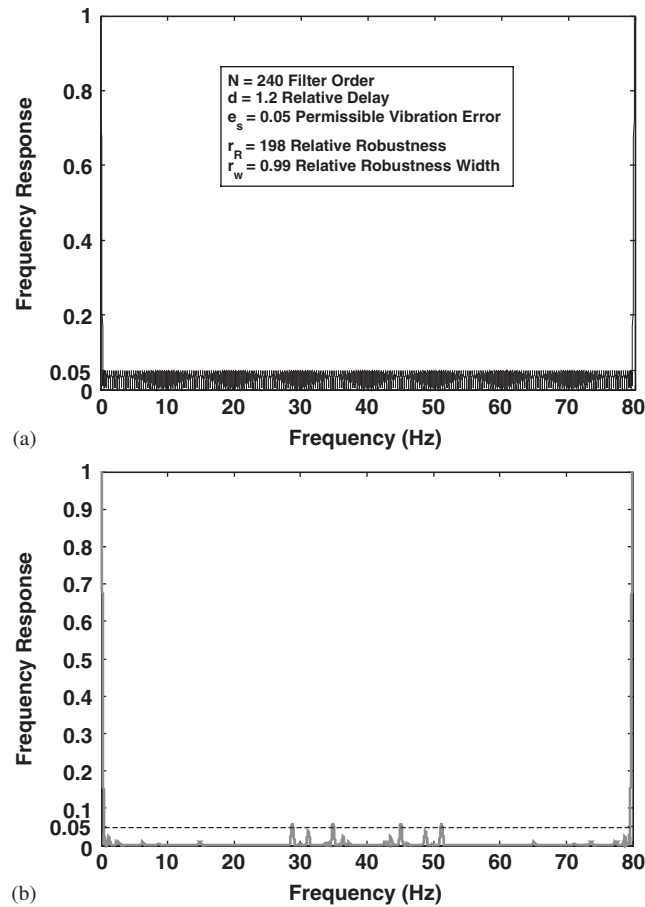 1
0.8
0.6
0.4
0.2
0.05
0
Frequency Response
N = 240 Filter Order
d = 1.2 Relative Delay
e_s = 0.05 Permissible Vibration Error
r_R = 198 Relative Robustness
r_w = 0.99 Relative Robustness Width
0 10 20 30 40 50 60 70 80
(a)
Frequency (Hz)
1
0.9
0.8
0.7
0.6
0.5
0.4
0.3
0.2
0.1
0.05
0
Frequency Response
0 10 20 30 40 50 60 70 80
(b)
Frequency (Hz)